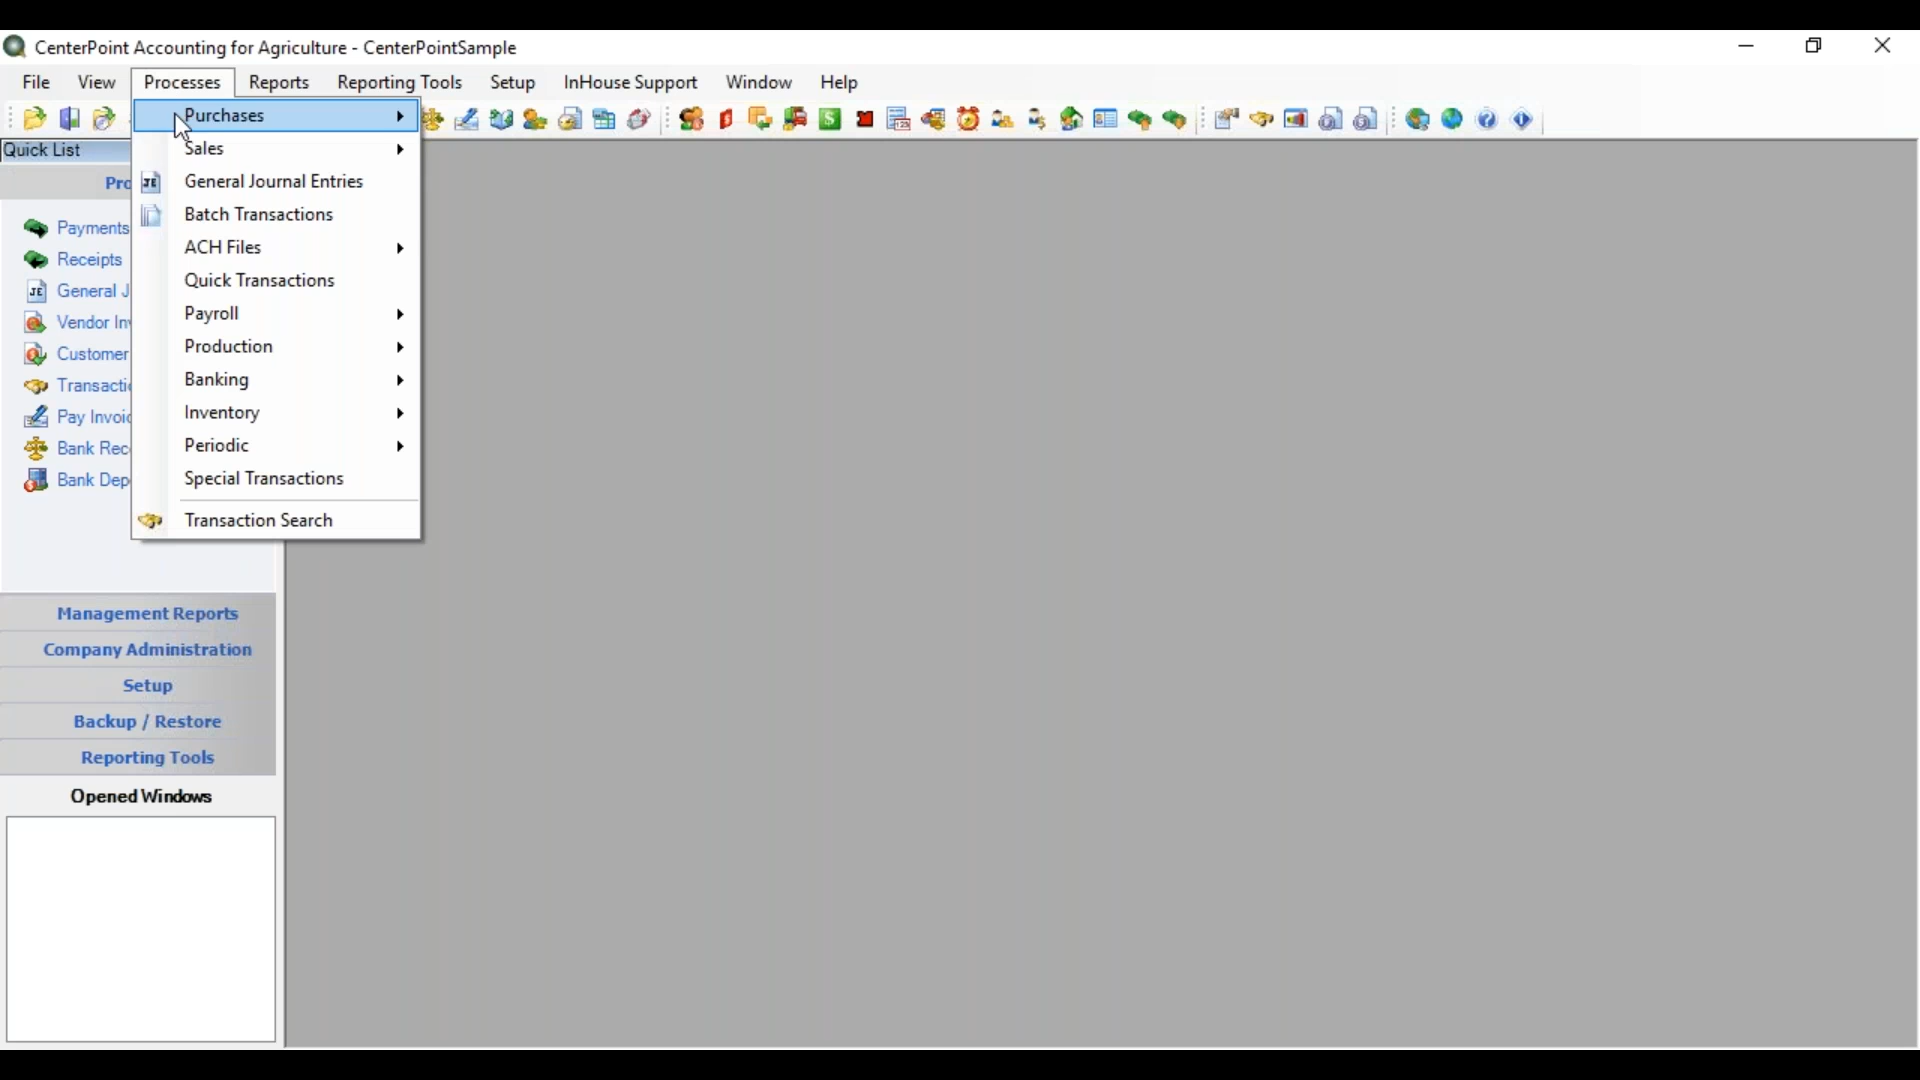 CenterPoint Accounting for Agriculture - CenterPointSample
File View Processes Reports Reporting Tools Setup InHouse Support Window Help
Quick List
Pro
Payments
Receipts
JE General J
Vendor Inv
Customer
Transacti
Pay Invoic
Bank Rec
Bank Dep
Purchases
Sales
JE General Journal Entries
Batch Transactions
ACH Files
Quick Transactions
Payroll
Production
Banking
Inventory
Periodic
Special Transactions
Transaction Search
Management Reports
Company Administration
Setup
Backup / Restore
Reporting Tools
Opened Windows